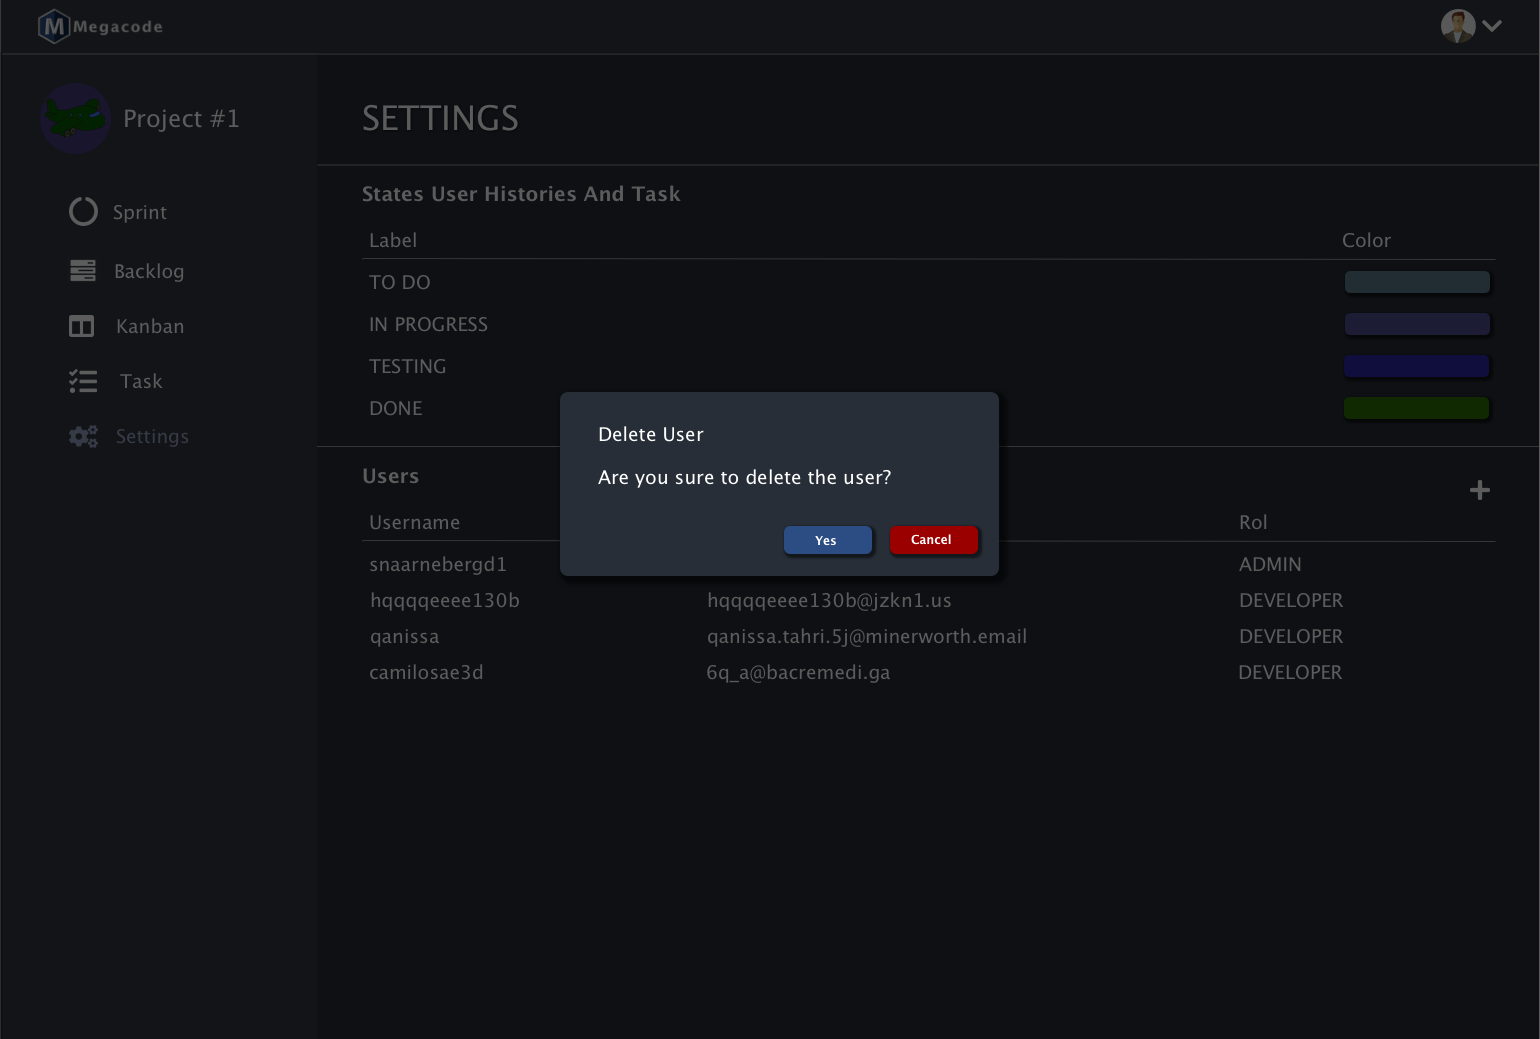 Megacode
Project #1
Sprint
Backlog
Kanban
Task
Settings
SETTINGS
States User Histories And Task
Label Color
TO DO
IN PROGRESS
TESTING
DONE
Delete User
Are you sure to delete the user?
Yes Cancel
Users
Username Rol
snaarnebergd1 ADMIN
hqqqqeeee130b hqqqqeeee130b@jzkn1.us DEVELOPER
qanissa qanissa.tahri.5j@minerworth.email DEVELOPER
camilosae3d 6q_a@bacremedi.ga DEVELOPER